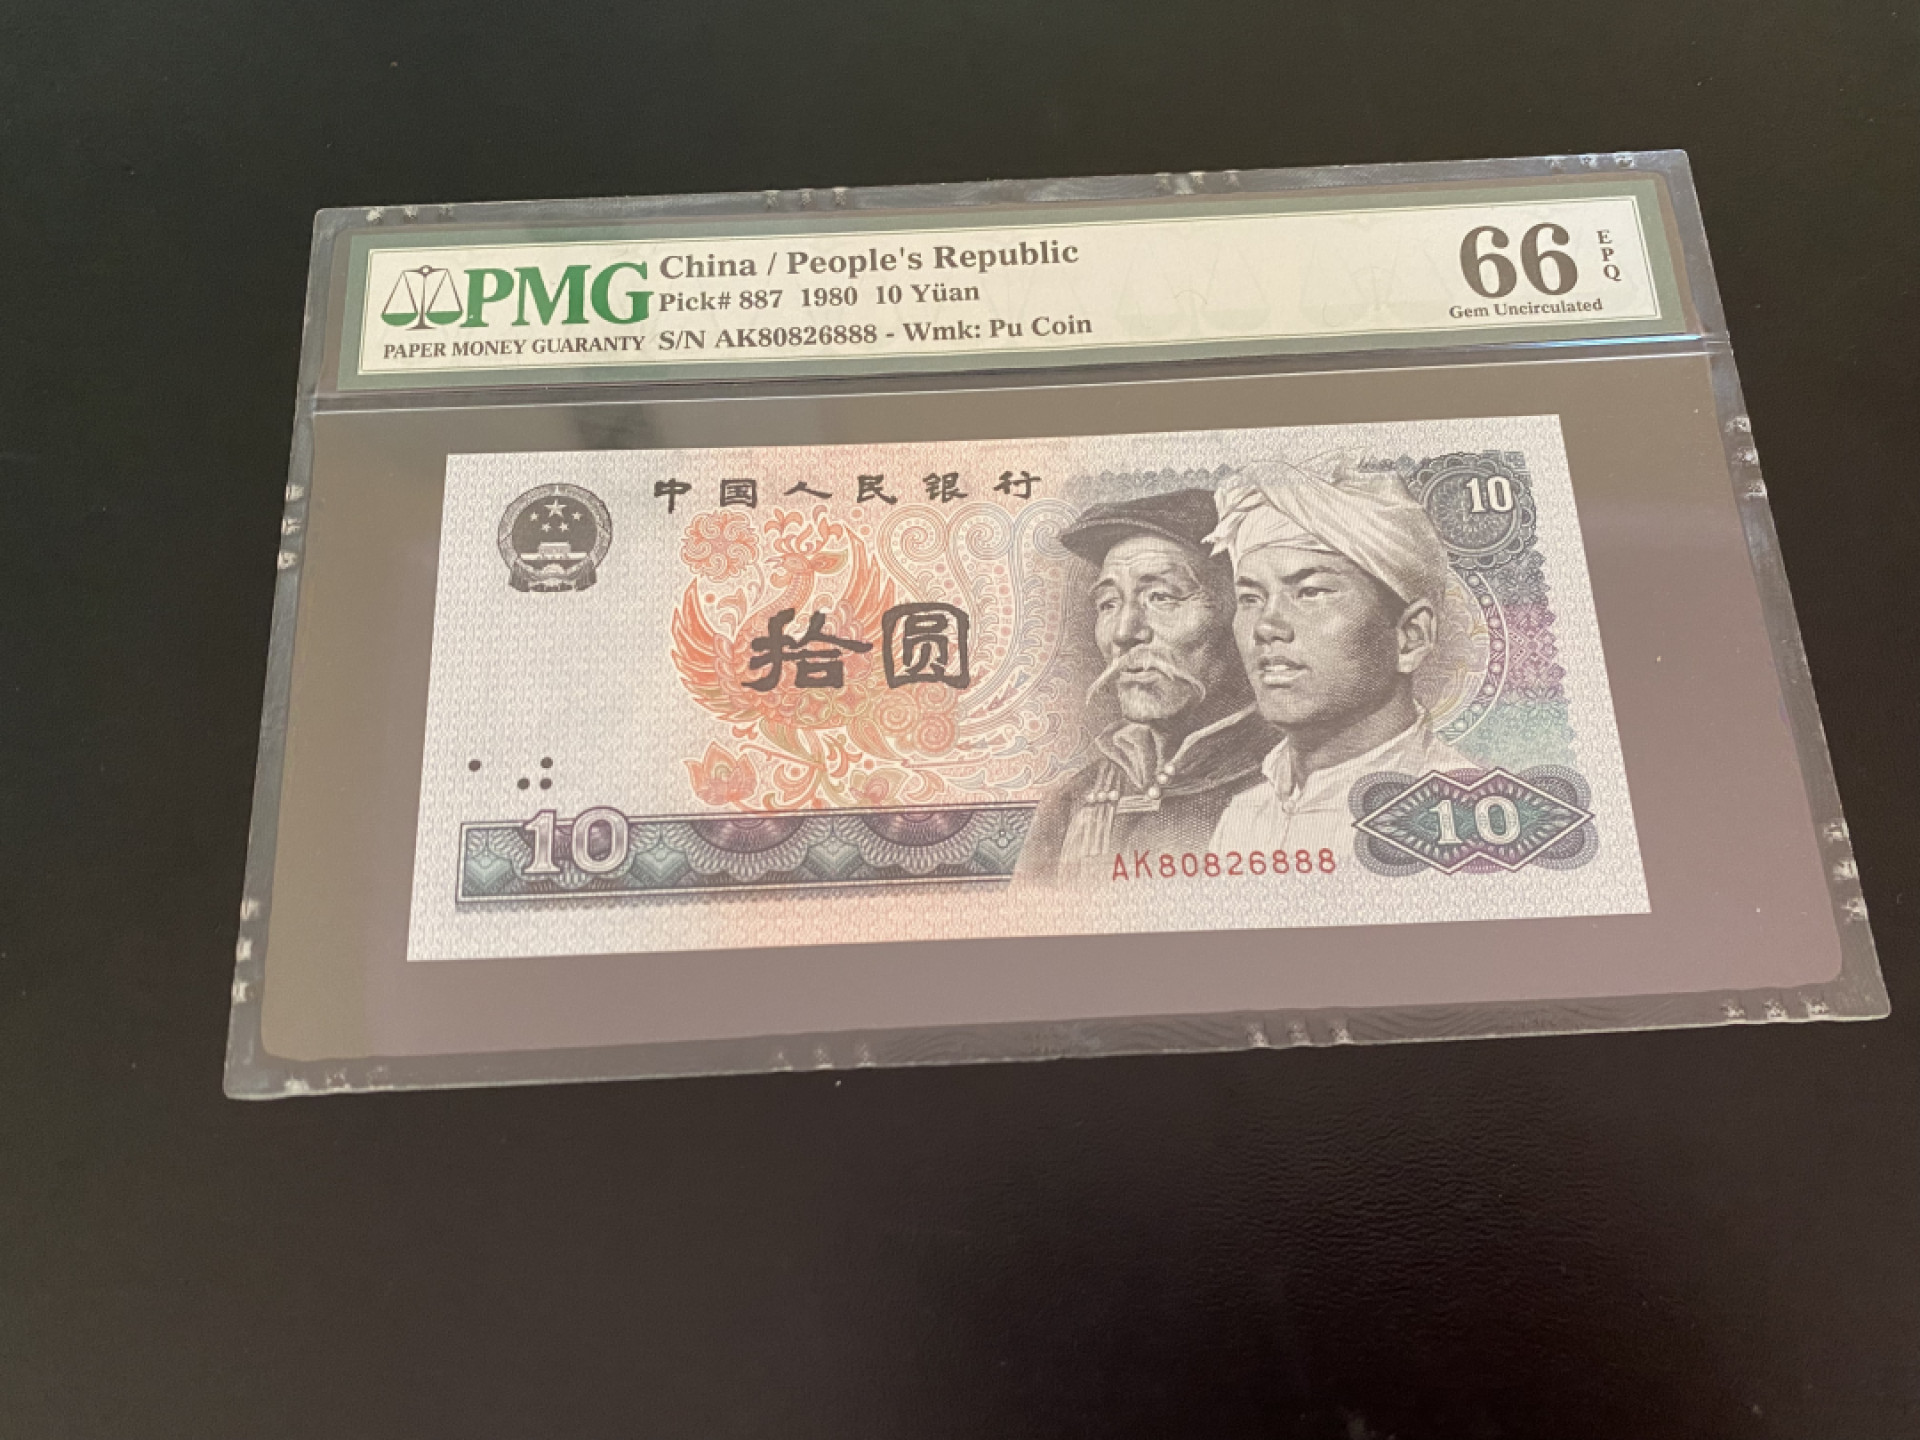 PMG
PAPER MONEY GUARANTY
China / People's Republic
Pick# 887 1980 10 Yüan
S/N AK80826888 - Wmk: Pu Coin
66
EPQ
Gem Uncirculated
中国人民银行
10
拾圆
10
10
AK80826888